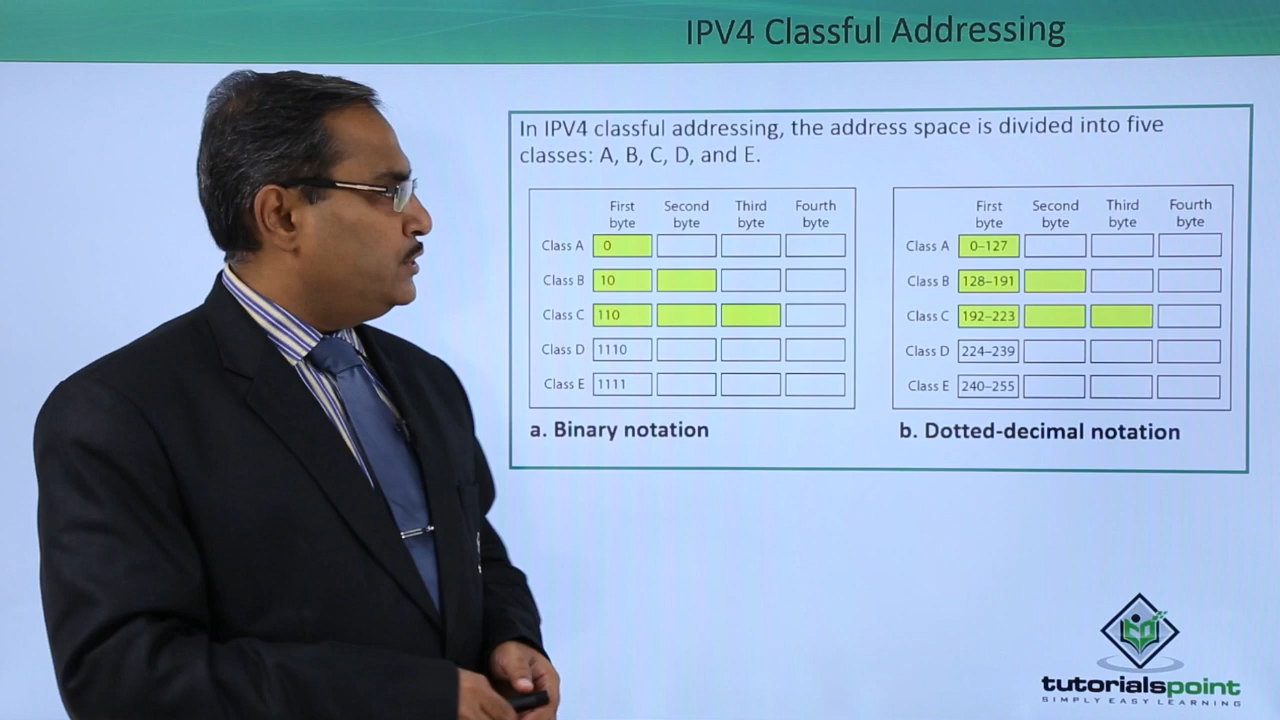 IPV4 Classful Addressing
In IPV4 classful addressing, the address space is divided into five
classes: A, B, C, D, and E.
First byte Second byte Third byte Fourth byte
Class A 0
Class B 10
Class C 110
Class D 1110
Class E 1111
a. Binary notation
First byte Second byte Third byte Fourth byte
Class A 0–127
Class B 128–191
Class C 192–223
Class D 224–239
Class E 240–255
b. Dotted-decimal notation
tutorialspoint
SIMPLY EASY LEARNING